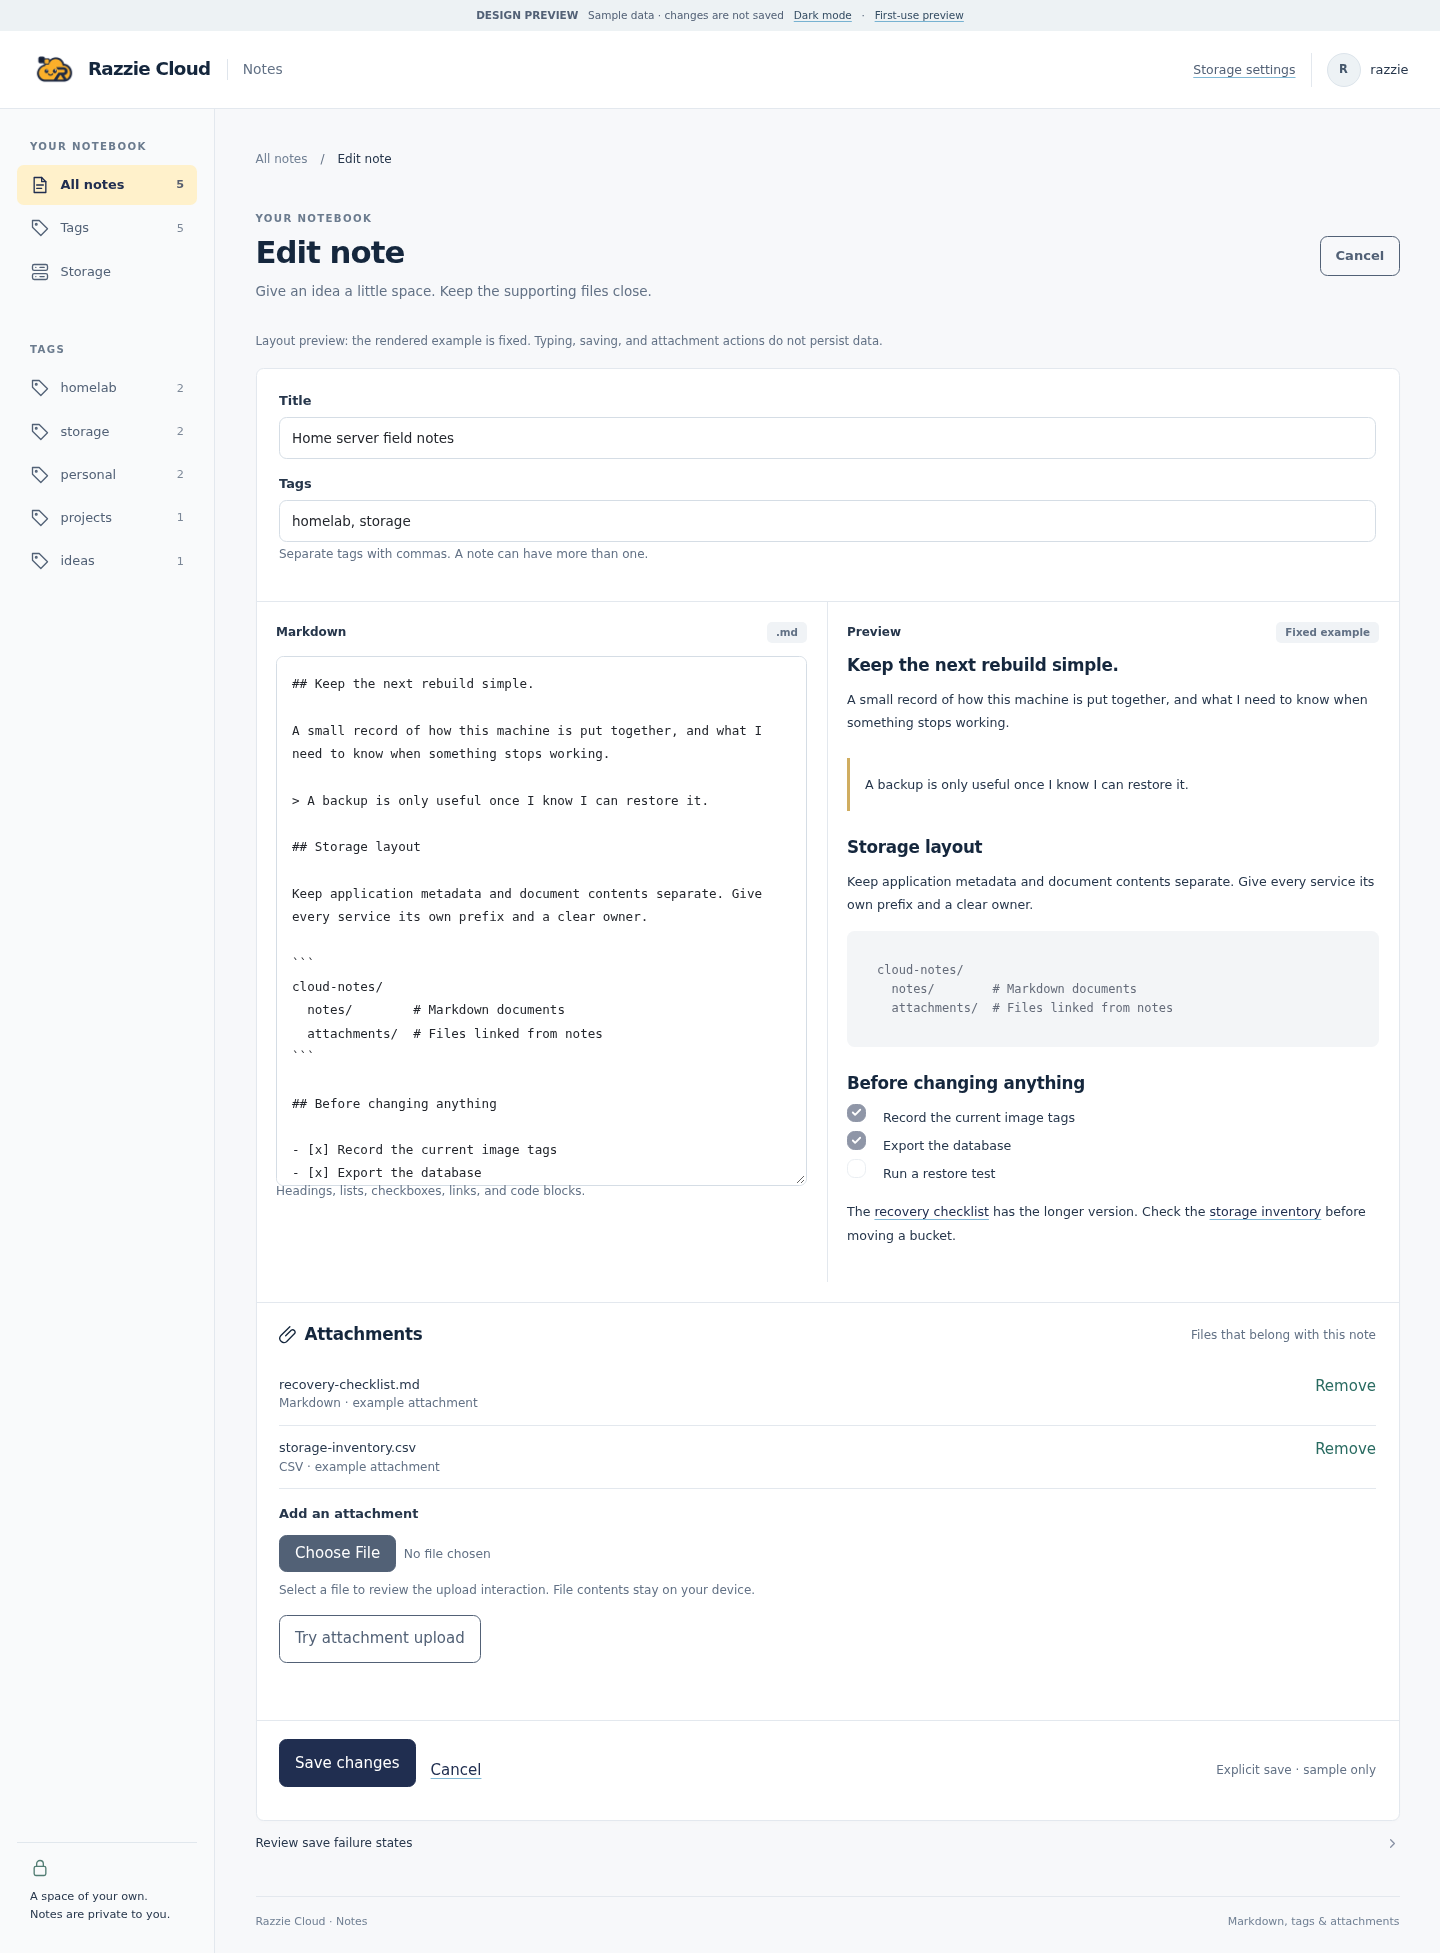 DESIGN PREVIEW Sample data · changes are not saved Dark mode · First-use preview
Razzie Cloud Notes
Storage settings R razzie
YOUR NOTEBOOK
All notes 5
Tags 5
Storage
TAGS
homelab 2
storage 2
personal 2
projects 1
ideas 1
A space of your own.
Notes are private to you.
All notes / Edit note
YOUR NOTEBOOK
Edit note
Cancel
Give an idea a little space. Keep the supporting files close.
Layout preview: the rendered example is fixed. Typing, saving, and attachment actions do not persist data.
Title
Home server field notes
Tags
homelab, storage
Separate tags with commas. A note can have more than one.
Markdown .md
## Keep the next rebuild simple.
A small record of how this machine is put together, and what I
need to know when something stops working.
> A backup is only useful once I know I can restore it.
## Storage layout
Keep application metadata and document contents separate. Give
every service its own prefix and a clear owner.
```
cloud-notes/
  notes/        # Markdown documents
  attachments/  # Files linked from notes
```
## Before changing anything
- [x] Record the current image tags
- [x] Export the database
Headings, lists, checkboxes, links, and code blocks.
Preview Fixed example
Keep the next rebuild simple.
A small record of how this machine is put together, and what I need to know when
something stops working.
A backup is only useful once I know I can restore it.
Storage layout
Keep application metadata and document contents separate. Give every service its
own prefix and a clear owner.
cloud-notes/
  notes/        # Markdown documents
  attachments/  # Files linked from notes
Before changing anything
Record the current image tags
Export the database
Run a restore test
The recovery checklist has the longer version. Check the storage inventory before
moving a bucket.
Attachments
Files that belong with this note
recovery-checklist.md
Markdown · example attachment
Remove
storage-inventory.csv
CSV · example attachment
Remove
Add an attachment
Choose File No file chosen
Select a file to review the upload interaction. File contents stay on your device.
Try attachment upload
Save changes Cancel
Explicit save · sample only
Review save failure states
Razzie Cloud · Notes
Markdown, tags & attachments